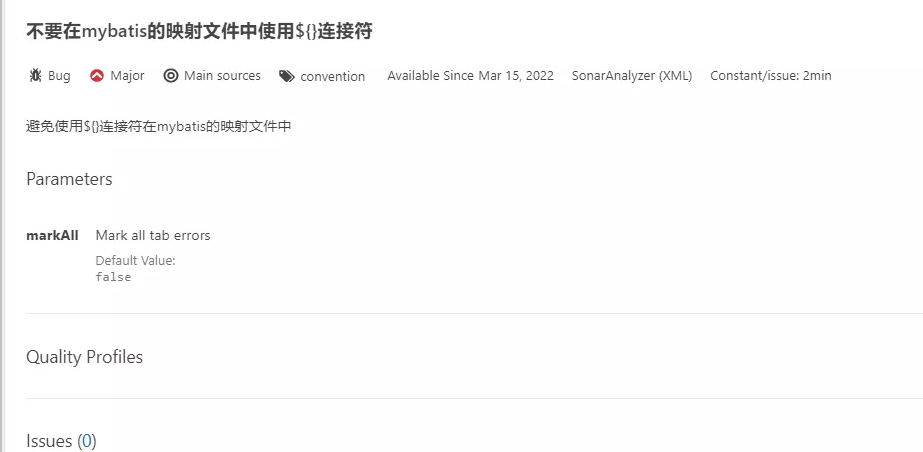 不要在mybatis的映射文件中使用${}连接符
Bug Major Main sources convention Available Since Mar 15, 2022 SonarAnalyzer (XML) Constant/issue: 2min
避免使用${}连接符在mybatis的映射文件中
Parameters
markAll Mark all tab errors
Default Value:
false
Quality Profiles
Issues (0)